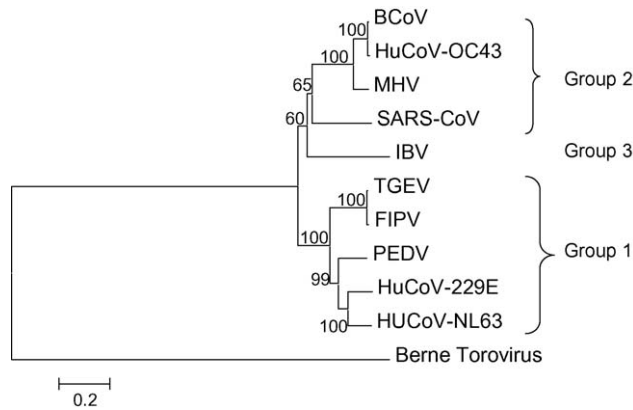 BCoV
100
HuCoV-OC43
100
MHV
Group 2
65
SARS-CoV
60
IBV
Group 3
TGEV
100
FIPV
100
PEDV
Group 1
99
HuCoV-229E
HUCoV-NL63
100
Berne Torovirus
0.2